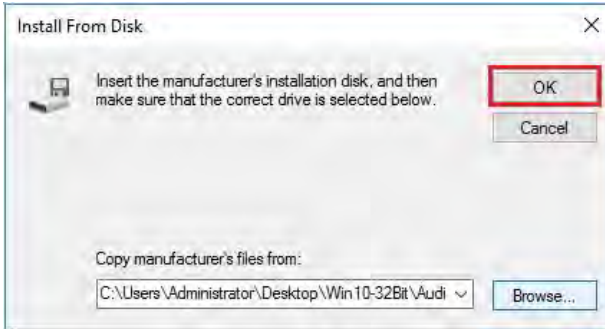 Install From Disk
Insert the manufacturer's installation disk, and then
make sure that the correct drive is selected below.
OK
Cancel
Copy manufacturer's files from:
C:\Users\Administrator\Desktop\Win10-32Bit\Audi
Browse...